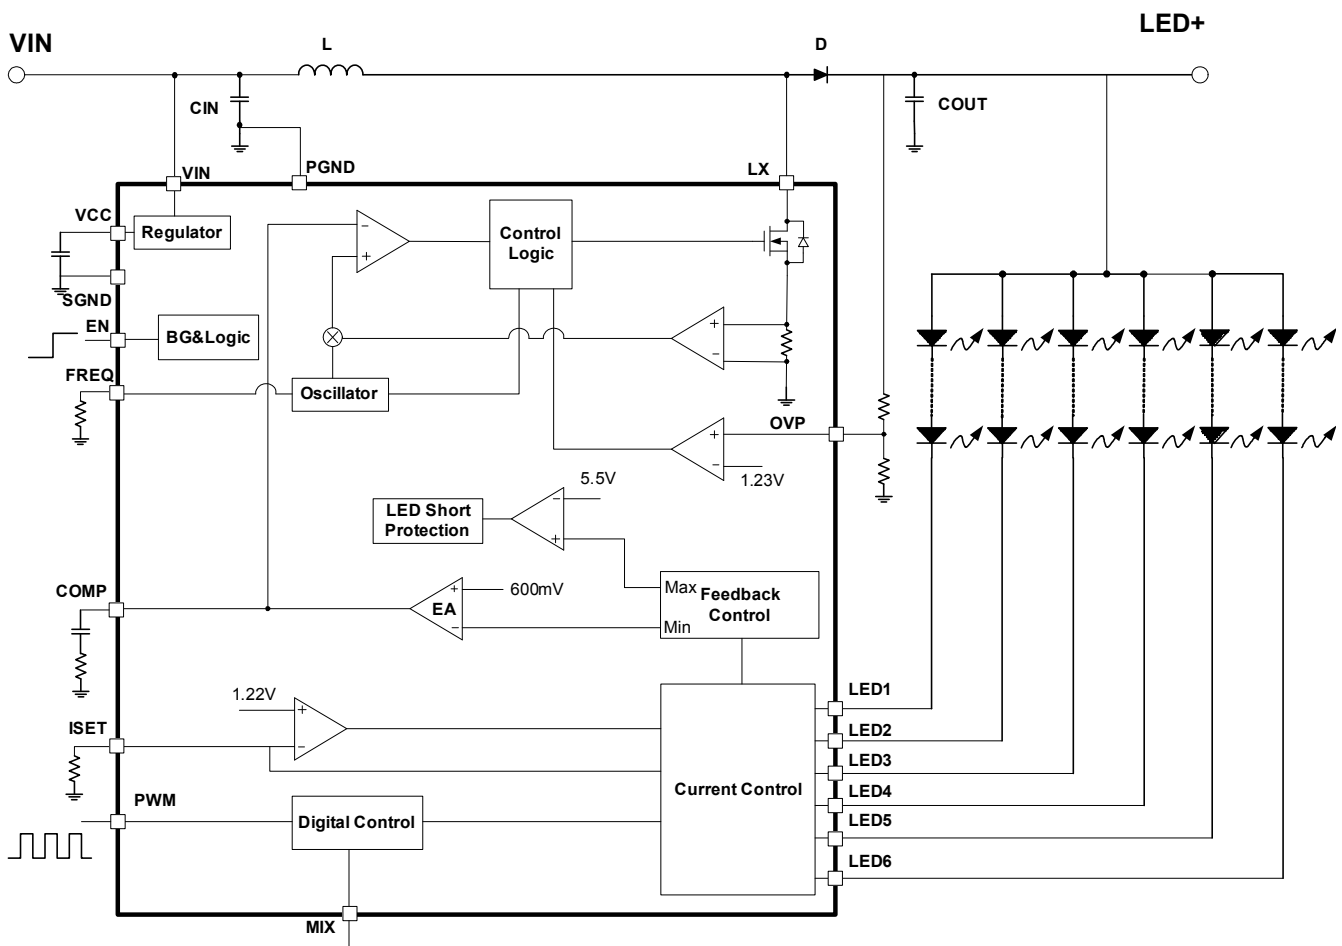 LED+
VIN
L
D
CIN
COUT
PGND
VIN
LX
VCC
Regulator
Control
Logic
SGND
EN
BG&Logic
FREQ
Oscillator
OVP
1.23V
5.5V
LED Short
Protection
COMP
EA
600mV
Max
Feedback
Control
Min
1.22V
ISET
LED1
LED2
LED3
Current Control
LED4
PWM
Digital Control
LED5
LED6
MIX